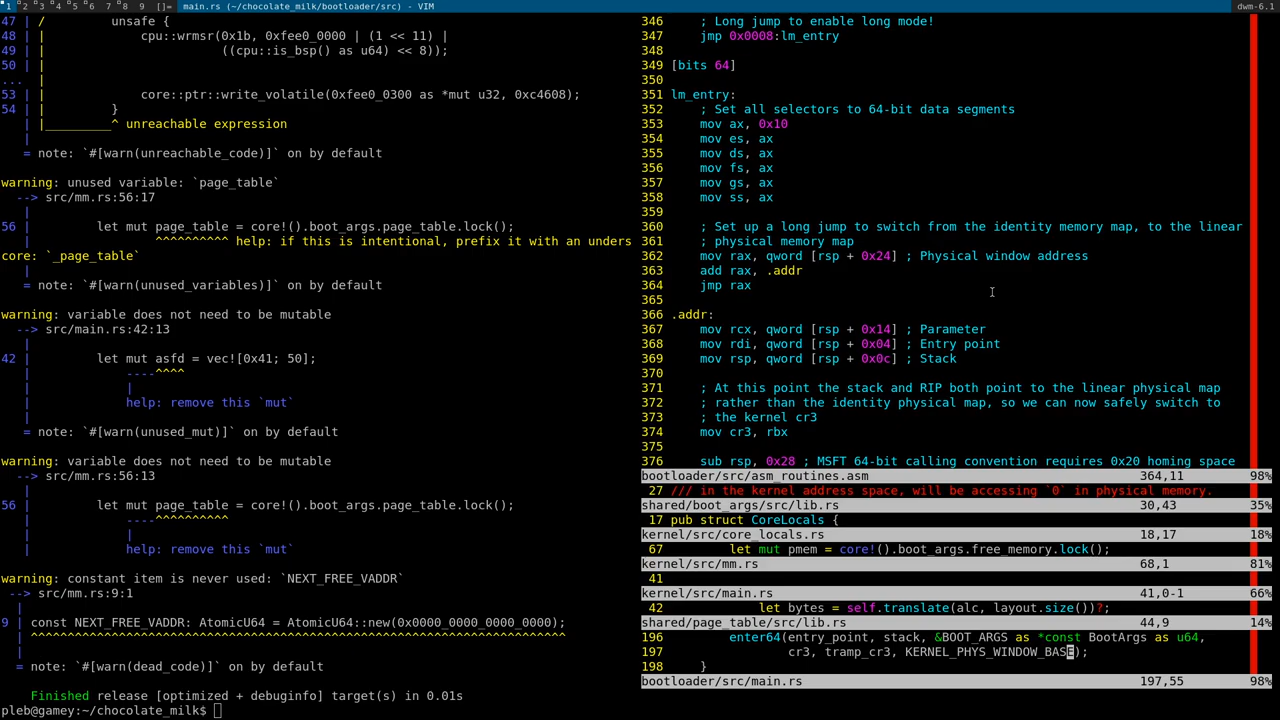 1 2 3 4 5 6 7 8 9 []= main.rs (~/chocolate_milk/bootloader/src) - VIM dwm-6.1
47 | / unsafe {
48 | | cpu::wrmsr(0x1b, 0xfee0_0000 | (1 << 11) |
49 | | ((cpu::is_bsp() as u64) << 8));
50 | |
... |
53 | | core::ptr::write_volatile(0xfee0_0300 as *mut u32, 0xc4608);
54 | | }
| |_________^ unreachable expression
|
= note: `#[warn(unreachable_code)]` on by default
warning: unused variable: `page_table`
--> src/mm.rs:56:17
|
56 | let mut page_table = core!().boot_args.page_table.lock();
| ^^^^^^^^^^ help: if this is intentional, prefix it with an unders
core: `_page_table`
|
= note: `#[warn(unused_variables)]` on by default
warning: variable does not need to be mutable
--> src/main.rs:42:13
|
42 | let mut asfd = vec![0x41; 50];
| ----^^^^
| |
| help: remove this `mut`
|
= note: `#[warn(unused_mut)]` on by default
warning: variable does not need to be mutable
--> src/mm.rs:56:13
|
56 | let mut page_table = core!().boot_args.page_table.lock();
| ----^^^^^^^^^^
| |
| help: remove this `mut`
warning: constant item is never used: `NEXT_FREE_VADDR`
--> src/mm.rs:9:1
|
9 | const NEXT_FREE_VADDR: AtomicU64 = AtomicU64::new(0x0000_0000_0000_0000);
| ^^^^^^^^^^^^^^^^^^^^^^^^^^^^^^^^^^^^^^^^^^^^^^^^^^^^^^^^^^^^^^^^^^^^^^^^^
|
= note: `#[warn(dead_code)]` on by default
Finished release [optimized + debuginfo] target(s) in 0.01s
pleb@gamey:~/chocolate_milk$
346 ; Long jump to enable long mode!
347 jmp 0x0008:lm_entry
348
349 [bits 64]
350
351 lm_entry:
352 ; Set all selectors to 64-bit data segments
353 mov ax, 0x10
354 mov es, ax
355 mov ds, ax
356 mov fs, ax
357 mov gs, ax
358 mov ss, ax
359
360 ; Set up a long jump to switch from the identity memory map, to the linear
361 ; physical memory map
362 mov rax, qword [rsp + 0x24] ; Physical window address
363 add rax, .addr
364 jmp rax
365
366 .addr:
367 mov rcx, qword [rsp + 0x14] ; Parameter
368 mov rdi, qword [rsp + 0x04] ; Entry point
369 mov rsp, qword [rsp + 0x0c] ; Stack
370
371 ; At this point the stack and RIP both point to the linear physical map
372 ; rather than the identity physical map, so we can now safely switch to
373 ; the kernel cr3
374 mov cr3, rbx
375
376 sub rsp, 0x28 ; MSFT 64-bit calling convention requires 0x20 homing space
bootloader/src/asm_routines.asm 364,11 98%
27 /// in the kernel address space, will be accessing `0` in physical memory.
shared/boot_args/src/lib.rs 30,43 35%
17 pub struct CoreLocals {
kernel/src/core_locals.rs 18,17 18%
67 let mut pmem = core!().boot_args.free_memory.lock();
kernel/src/mm.rs 68,1 81%
41
kernel/src/main.rs 41,0-1 66%
42 let bytes = self.translate(alc, layout.size())?;
shared/page_table/src/lib.rs 44,9 14%
196 enter64(entry_point, stack, &BOOT_ARGS as *const BootArgs as u64,
197 cr3, tramp_cr3, KERNEL_PHYS_WINDOW_BASE);
198 }
bootloader/src/main.rs 197,55 98%